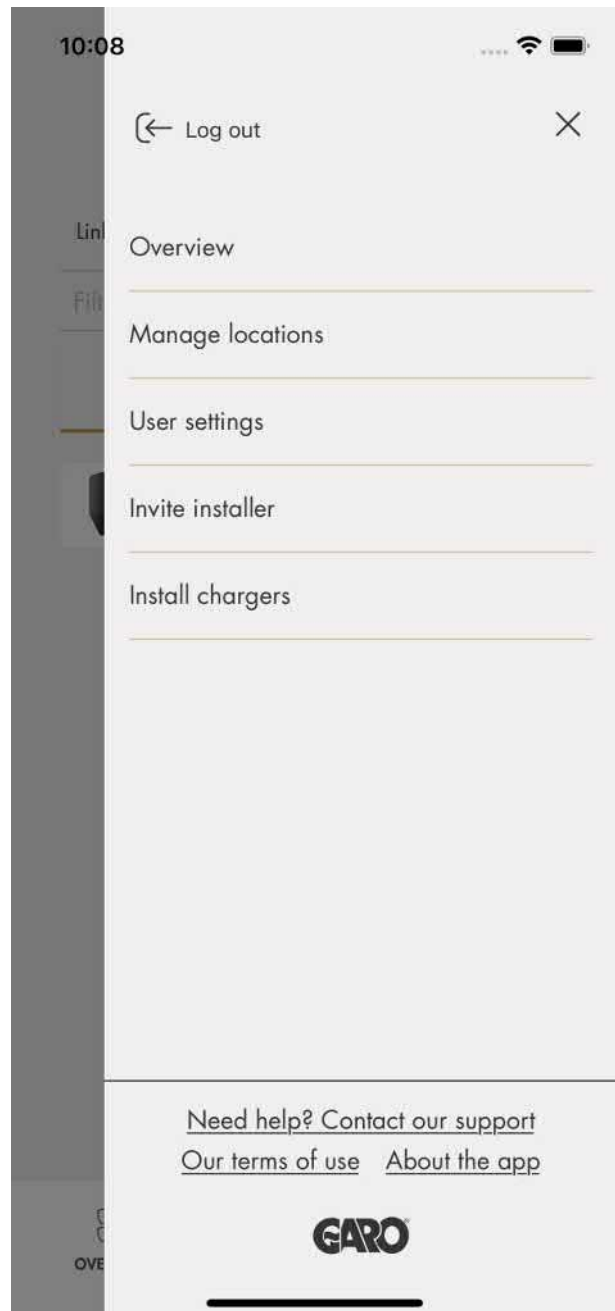 10:08
Log out
Overview
Manage locations
User settings
Invite installer
Install chargers
Need help? Contact our support
Our terms of use About the app
GARO